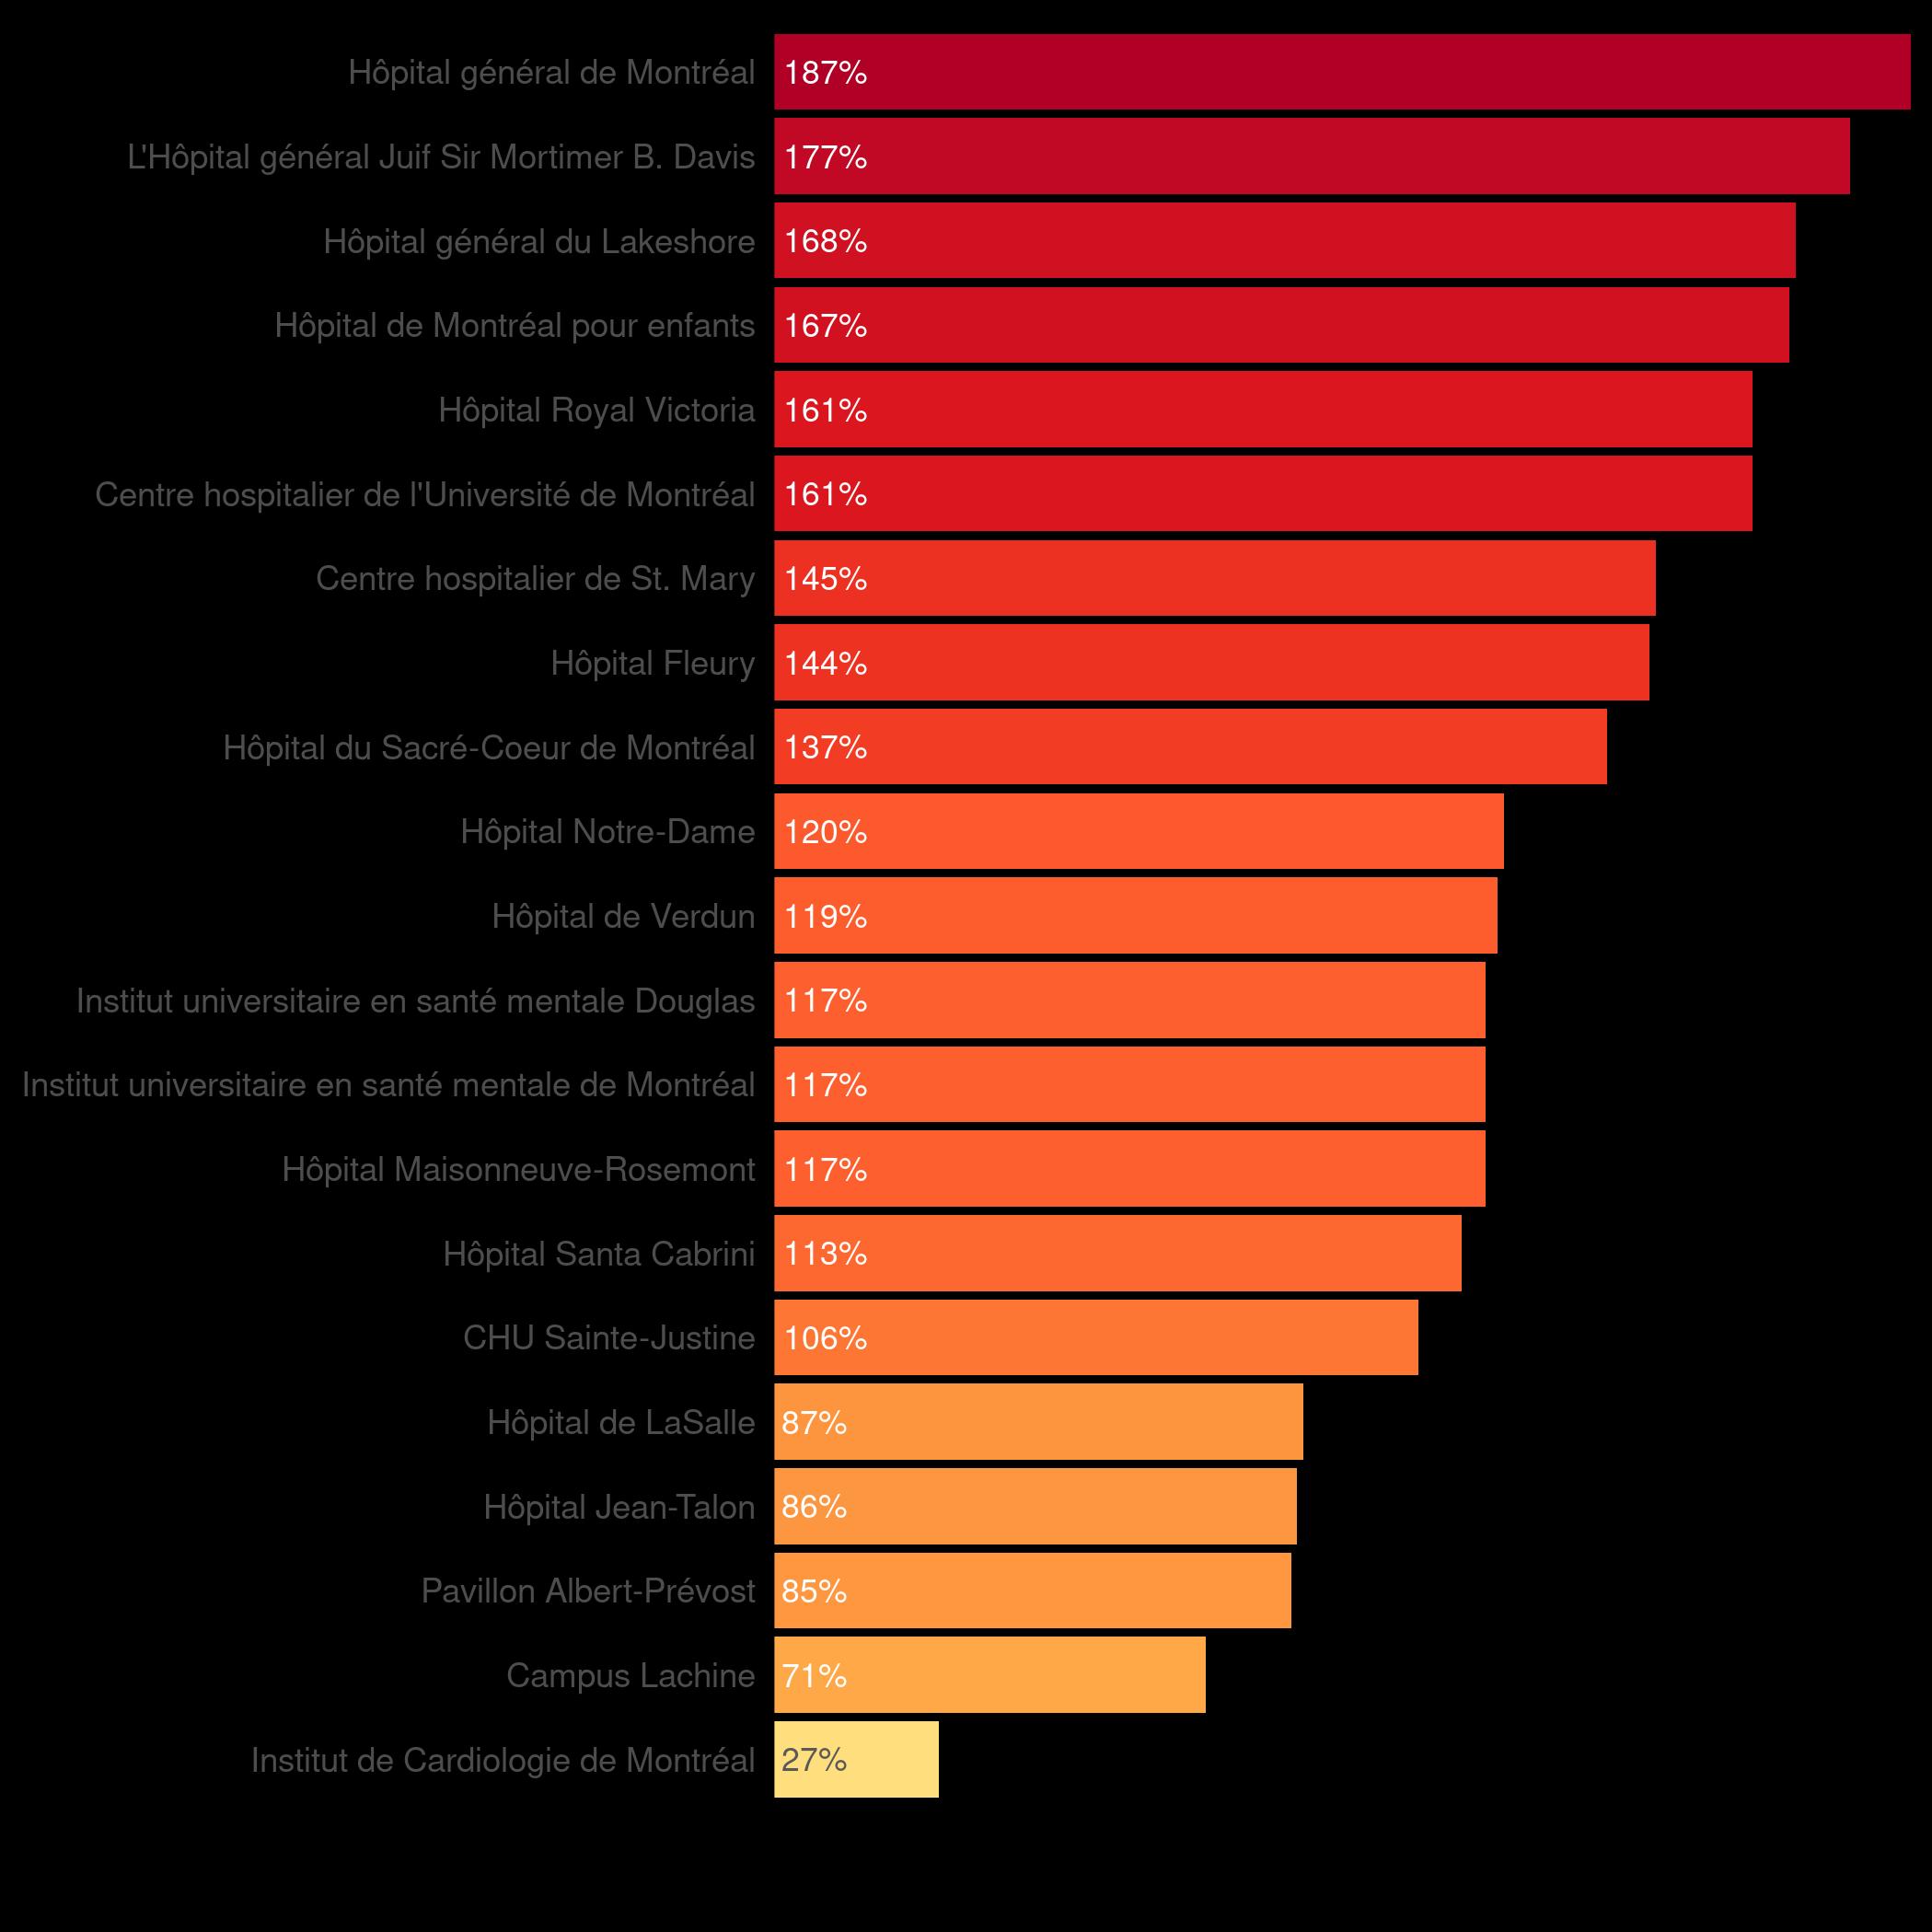 Hôpital général de Montréal 187%
L'Hôpital général Juif Sir Mortimer B. Davis 177%
Hôpital général du Lakeshore 168%
Hôpital de Montréal pour enfants 167%
Hôpital Royal Victoria 161%
Centre hospitalier de l'Université de Montréal 161%
Centre hospitalier de St. Mary 145%
Hôpital Fleury 144%
Hôpital du Sacré-Coeur de Montréal 137%
Hôpital Notre-Dame 120%
Hôpital de Verdun 119%
Institut universitaire en santé mentale Douglas 117%
Institut universitaire en santé mentale de Montréal 117%
Hôpital Maisonneuve-Rosemont 117%
Hôpital Santa Cabrini 113%
CHU Sainte-Justine 106%
Hôpital de LaSalle 87%
Hôpital Jean-Talon 86%
Pavillon Albert-Prévost 85%
Campus Lachine 71%
Institut de Cardiologie de Montréal 27%